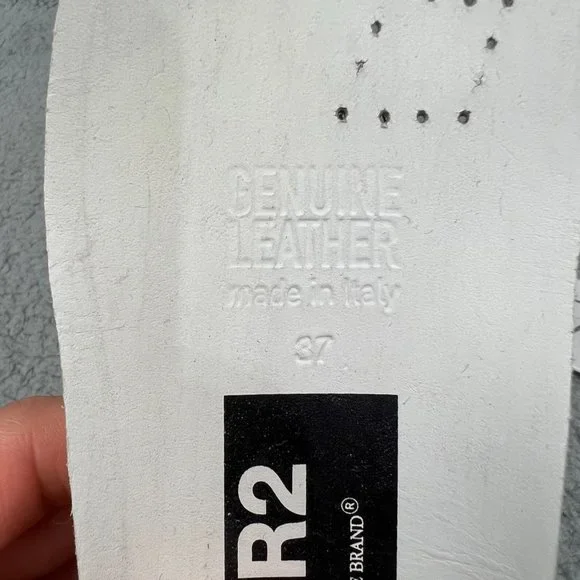 GENUINE
LEATHER
made in Italy
37
R2
BRAND®